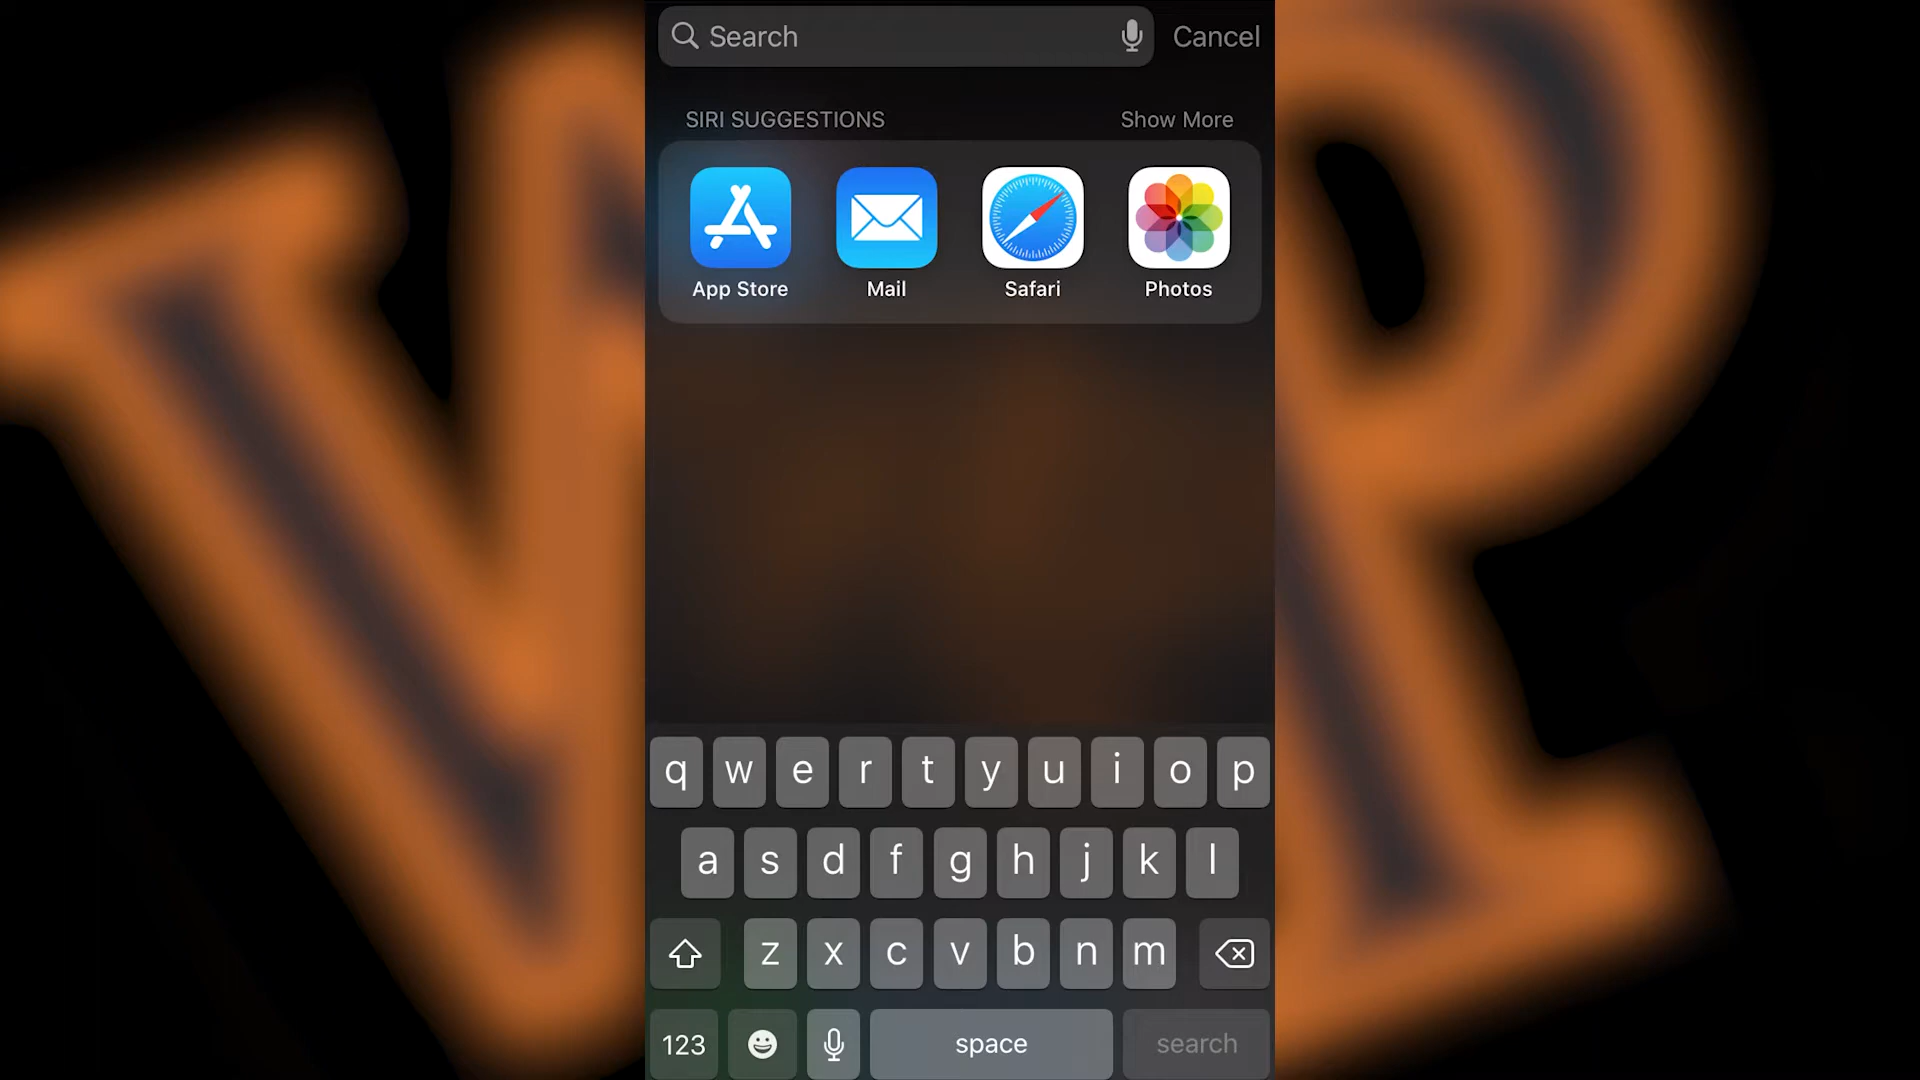 Search
Cancel
SIRI SUGGESTIONS
Show More
App Store
Mail
Safari
Photos
q w e r t y u i o p
a s d f g h j k l
z x c v b n m
123
space
search